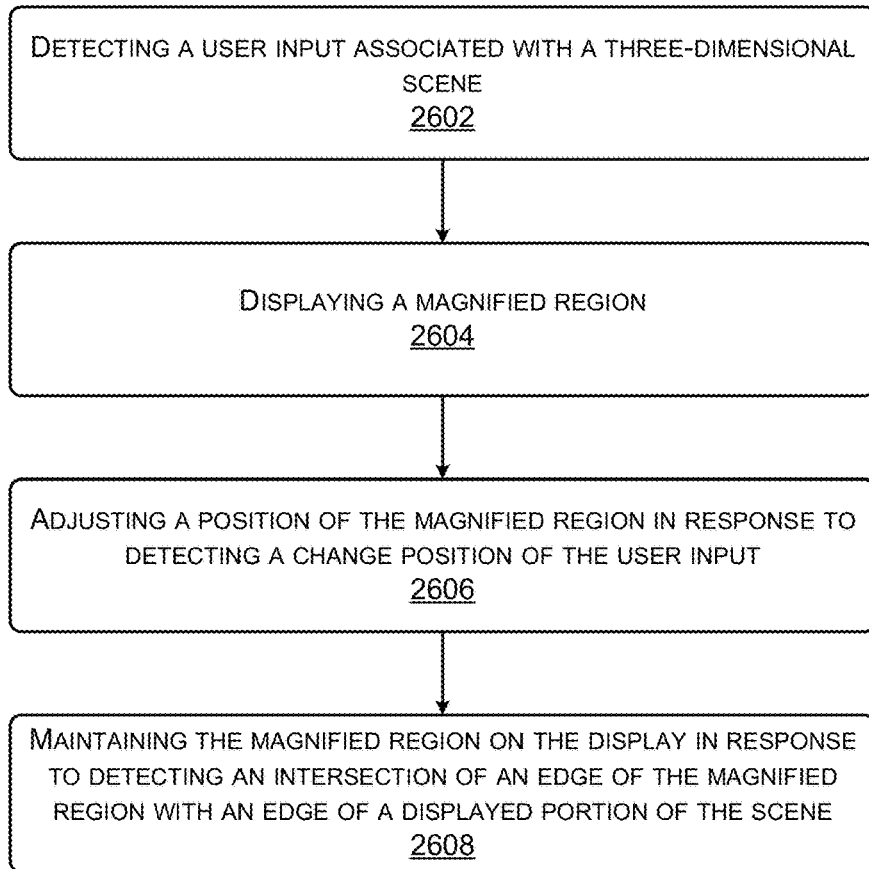 DETECTING A USER INPUT ASSOCIATED WITH A THREE-DIMENSIONAL
SCENE
2602
DISPLAYING A MAGNIFIED REGION
2604
ADJUSTING A POSITION OF THE MAGNIFIED REGION IN RESPONSE TO
DETECTING A CHANGE POSITION OF THE USER INPUT
2606
MAINTAINING THE MAGNIFIED REGION ON THE DISPLAY IN RESPONSE
TO DETECTING AN INTERSECTION OF AN EDGE OF THE MAGNIFIED
REGION WITH AN EDGE OF A DISPLAYED PORTION OF THE SCENE
2608